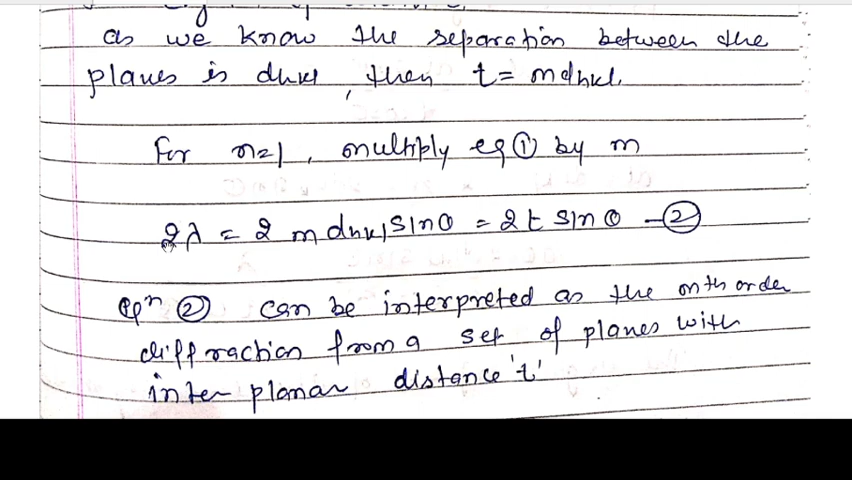 as we know the separation between the
planes is dhkl, then t = mdhkl.
For n=1, multiply eq ① by m
2λ = 2 m dhkl sinθ = 2t sinθ - ②
eqⁿ ② can be interpreted as the mth order
diffraction from a set of planes with
inter planar distance 't'